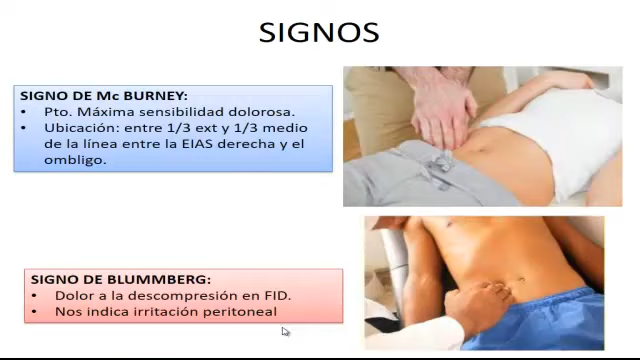 SIGNOS
SIGNO DE Mc BURNEY:
• Pto. Máxima sensibilidad dolorosa.
• Ubicación: entre 1/3 ext y 1/3 medio
de la línea entre la EIAS derecha y el
ombligo.
SIGNO DE BLUMMBERG:
• Dolor a la descompresión en FID.
• Nos indica irritación peritoneal